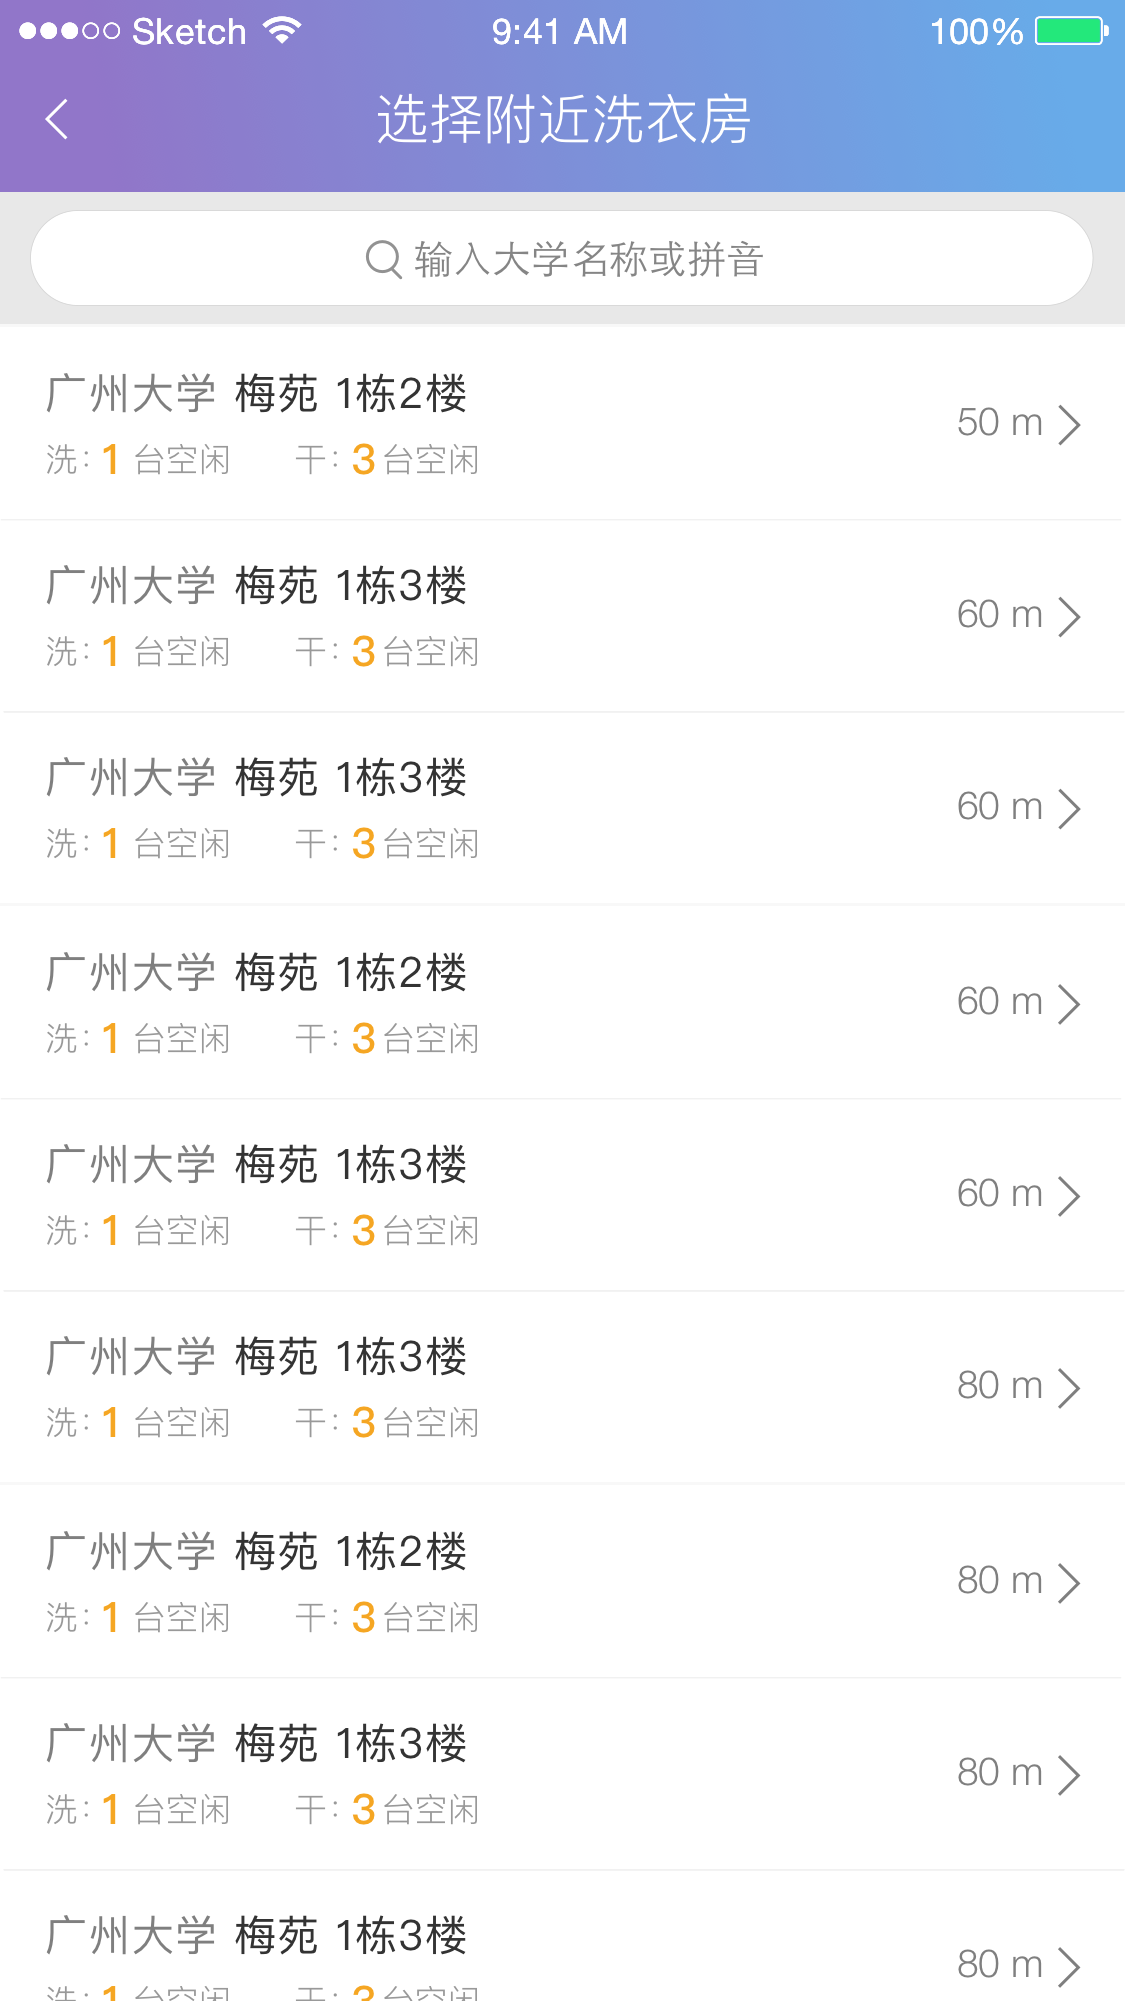 Sketch 9:41 AM 100%
选择附近洗衣房
输入大学名称或拼音
广州大学 梅苑 1栋2楼
50 m
洗: 1 台空闲 干: 3 台空闲
广州大学 梅苑 1栋3楼
60 m
洗: 1 台空闲 干: 3 台空闲
广州大学 梅苑 1栋3楼
60 m
洗: 1 台空闲 干: 3 台空闲
广州大学 梅苑 1栋2楼
60 m
洗: 1 台空闲 干: 3 台空闲
广州大学 梅苑 1栋3楼
60 m
洗: 1 台空闲 干: 3 台空闲
广州大学 梅苑 1栋3楼
80 m
洗: 1 台空闲 干: 3 台空闲
广州大学 梅苑 1栋2楼
80 m
洗: 1 台空闲 干: 3 台空闲
广州大学 梅苑 1栋3楼
80 m
洗: 1 台空闲 干: 3 台空闲
广州大学 梅苑 1栋3楼
80 m
洗: 1 台空闲 干: 3 台空闲